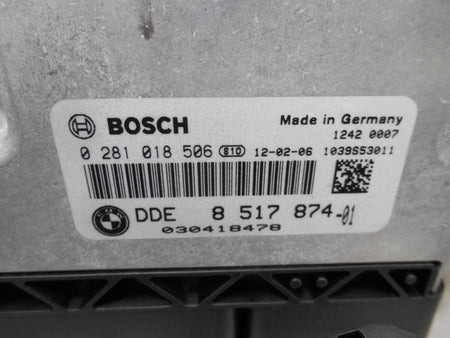 BOSCH
Made in Germany
1242 0007
0 281 018 506 810 12-02-06 1039S53011
DDE 8 517 874-01
030418478